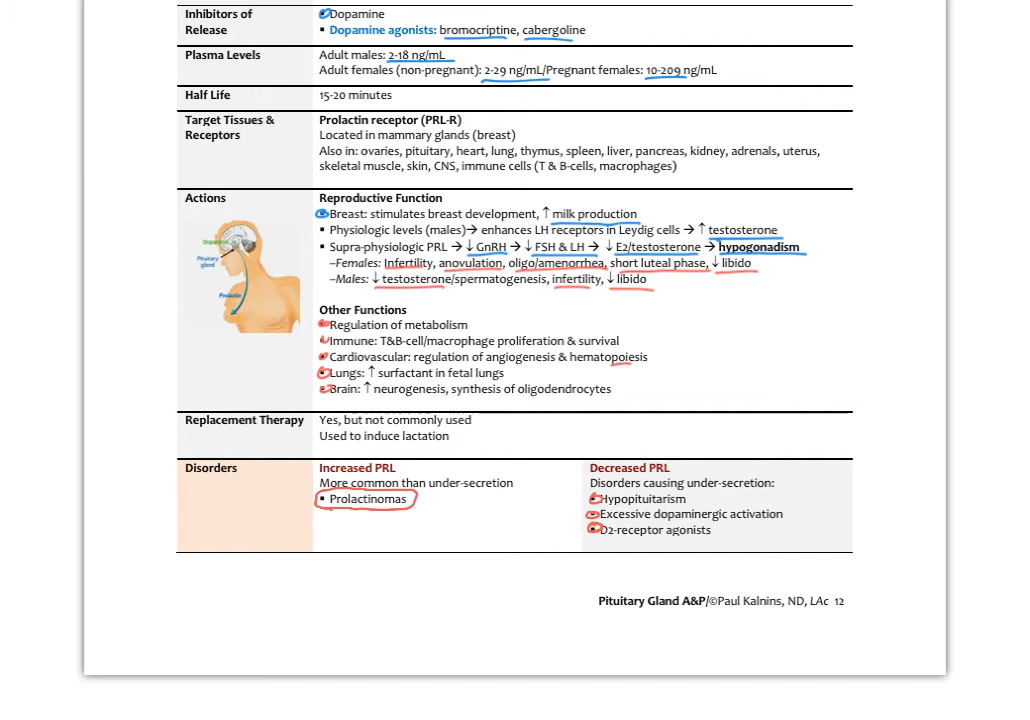 Inhibitors of Release
Dopamine
▪ Dopamine agonists: bromocriptine, cabergoline
Plasma Levels
Adult males: 2-18 ng/mL
Adult females (non-pregnant): 2-29 ng/mL/Pregnant females: 10-209 ng/mL
Half Life
15-20 minutes
Target Tissues & Receptors
Prolactin receptor (PRL-R)
Located in mammary glands (breast)
Also in: ovaries, pituitary, heart, lung, thymus, spleen, liver, pancreas, kidney, adrenals, uterus,
skeletal muscle, skin, CNS, immune cells (T & B-cells, macrophages)
Actions
Dopamine
Pituitary
gland
Prolactin
Reproductive Function
Breast: stimulates breast development, ↑ milk production
▪ Physiologic levels (males)→ enhances LH receptors in Leydig cells → ↑ testosterone
▪ Supra-physiologic PRL → ↓ GnRH → ↓ FSH & LH → ↓ E2/testosterone → hypogonadism
–Females: Infertility, anovulation, oligo/amenorrhea, short luteal phase, ↓ libido
–Males: ↓ testosterone/spermatogenesis, infertility, ↓ libido
Other Functions
Regulation of metabolism
Immune: T&B-cell/macrophage proliferation & survival
Cardiovascular: regulation of angiogenesis & hematopoiesis
Lungs: ↑ surfactant in fetal lungs
Brain: ↑ neurogenesis, synthesis of oligodendrocytes
Replacement Therapy
Yes, but not commonly used
Used to induce lactation
Disorders
Increased PRL
More common than under-secretion
▪ Prolactinomas
Decreased PRL
Disorders causing under-secretion:
Hypopituitarism
Excessive dopaminergic activation
D2-receptor agonists
Pituitary Gland A&P/©Paul Kalnins, ND, LAc 12